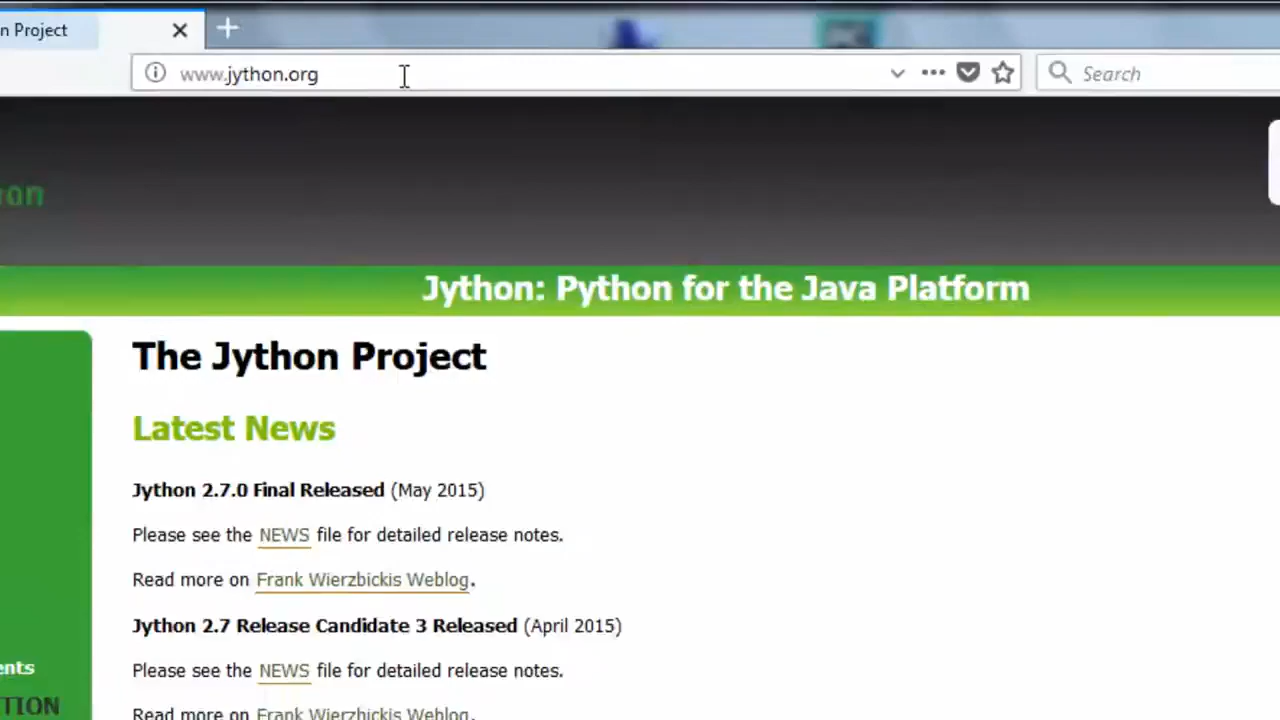 n Project
www.jython.org
Search
on
Jython: Python for the Java Platform
The Jython Project
Latest News
Jython 2.7.0 Final Released (May 2015)
Please see the NEWS file for detailed release notes.
Read more on Frank Wierzbickis Weblog.
Jython 2.7 Release Candidate 3 Released (April 2015)
Please see the NEWS file for detailed release notes.
ents
TION
Read more on Frank Wierzbickis Weblog.